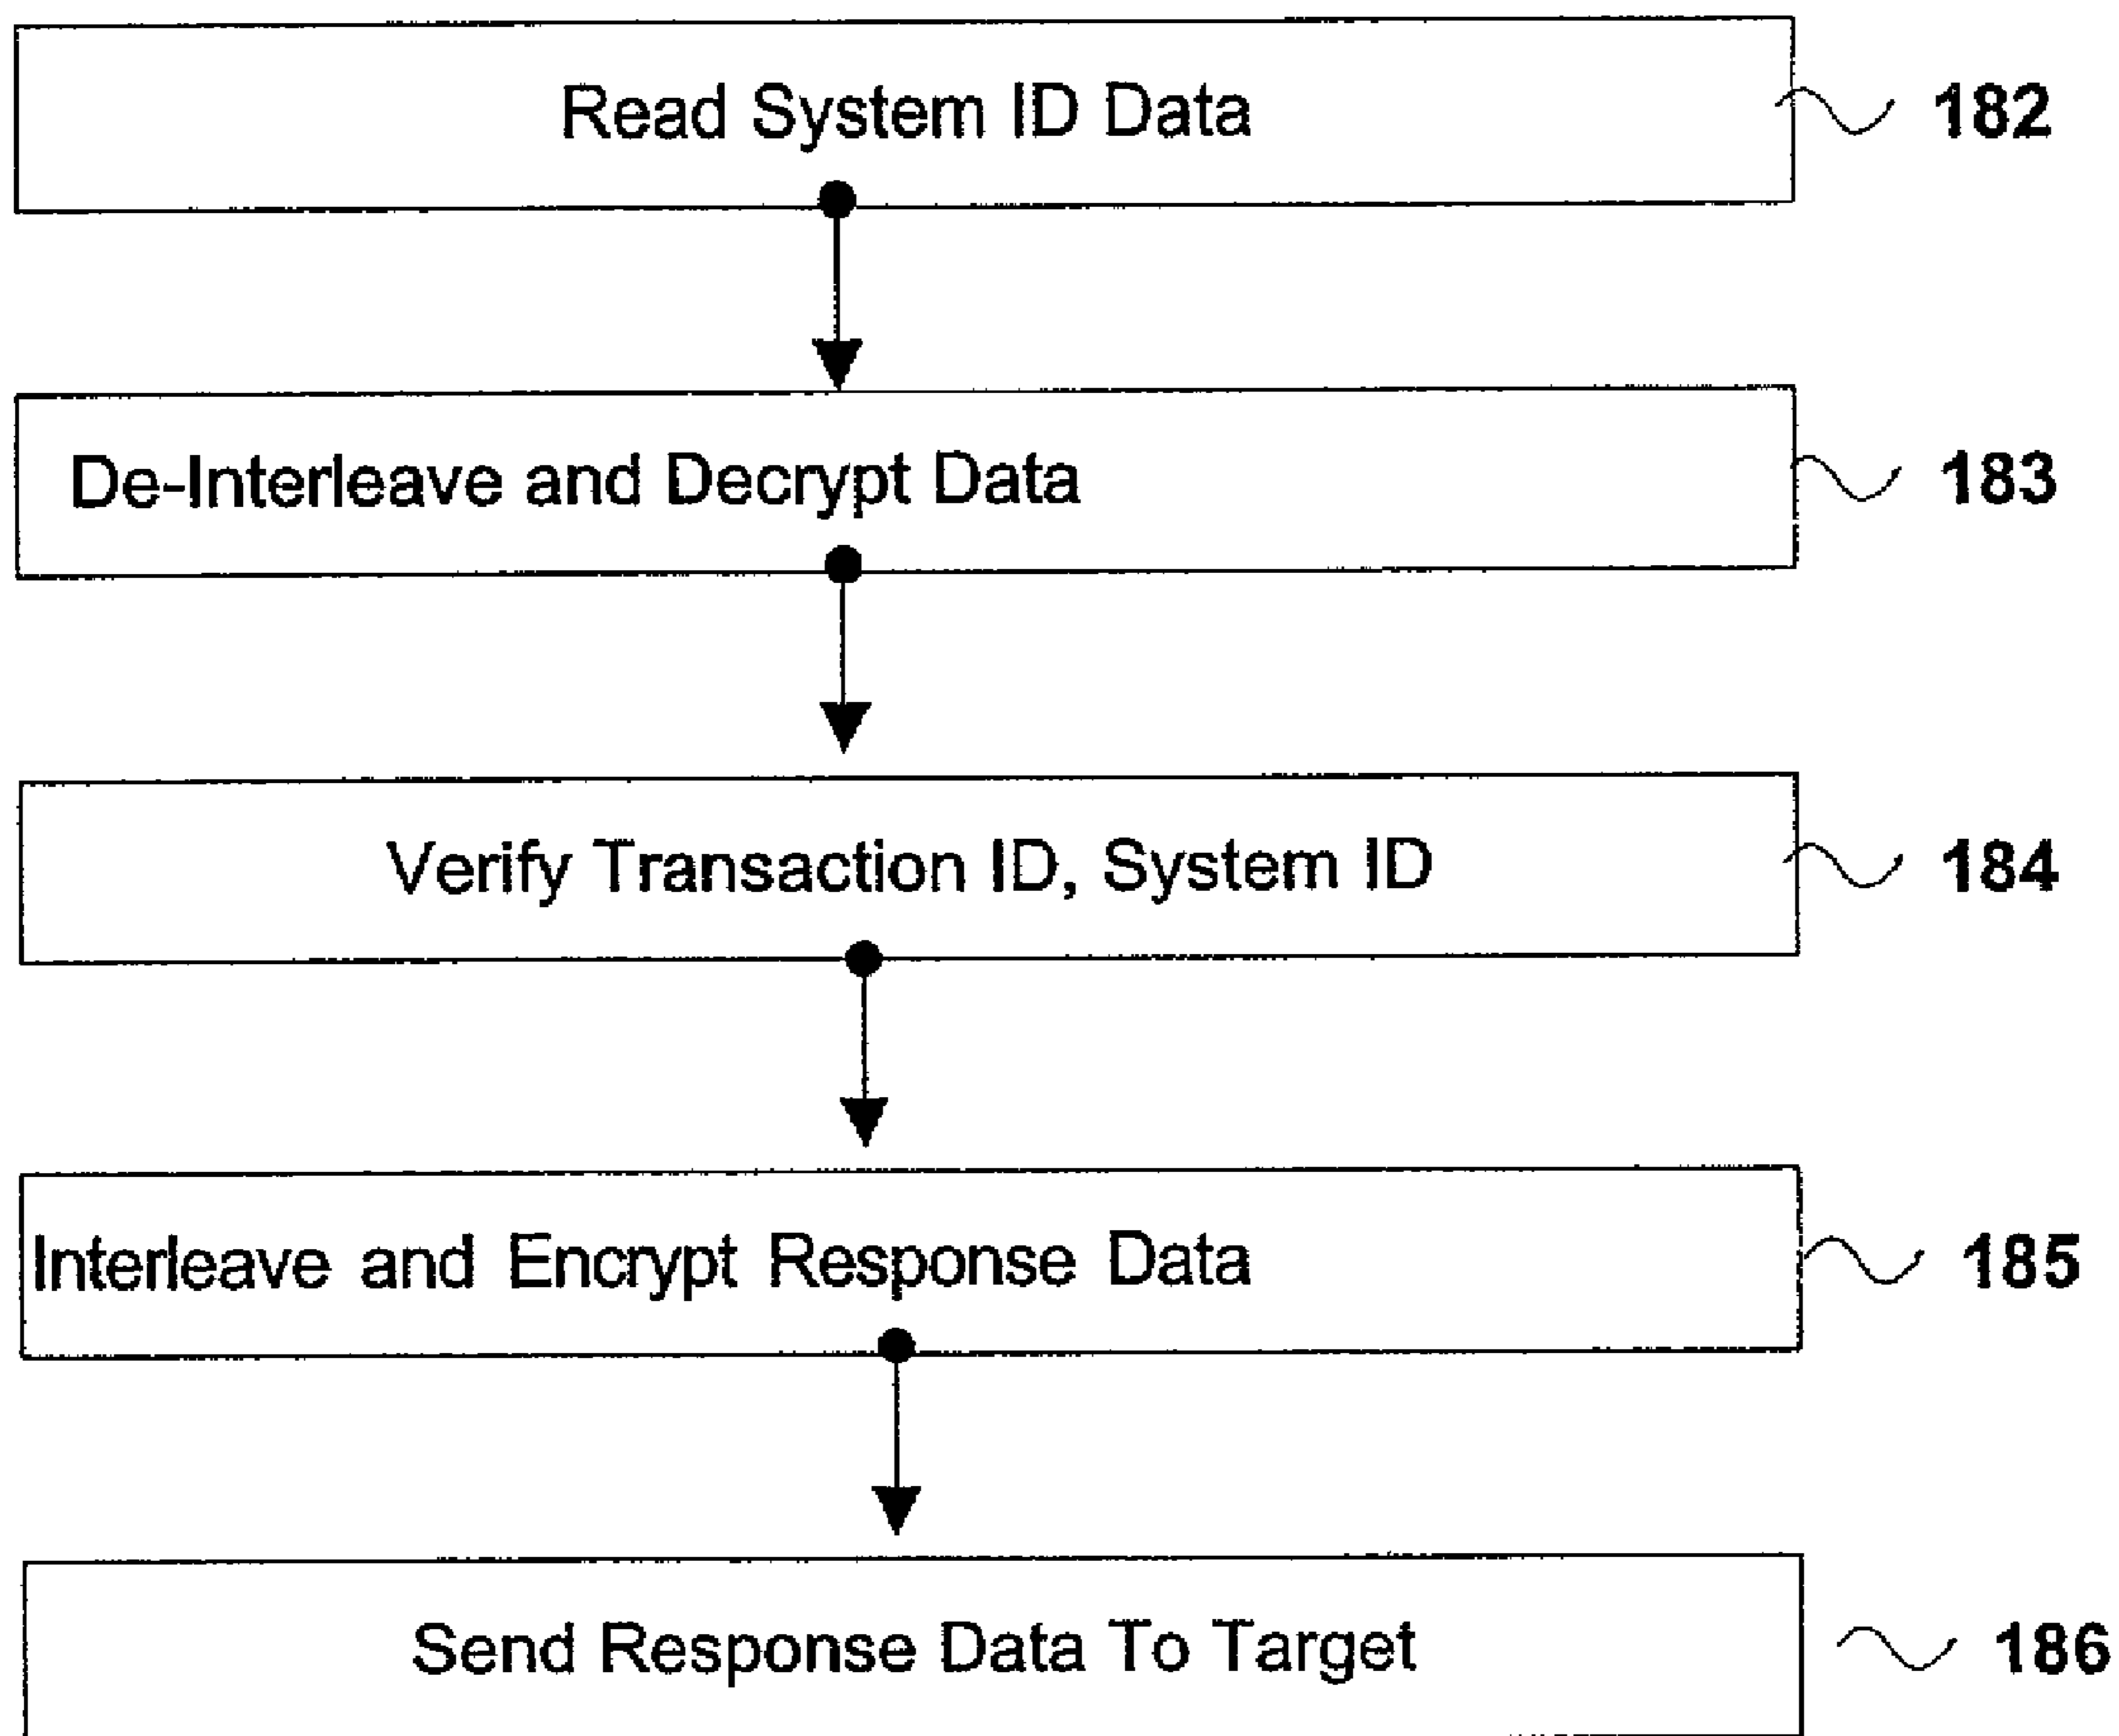 Read System ID Data 182
De-Interleave and Decrypt Data 183
Verify Transaction ID, System ID 184
Interleave and Encrypt Response Data 185
Send Response Data To Target 186